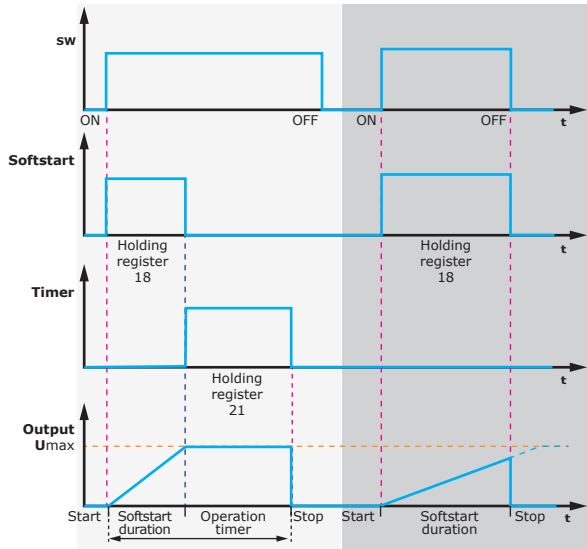 sw
ON
OFF
ON
OFF
t
Softstart
Holding
register
18
Holding
register
18
t
Timer
Holding
register
21
t
Output
Umax
Start
Softstart
duration
Operation
timer
Stop
Start
Softstart
duration
Stop
t